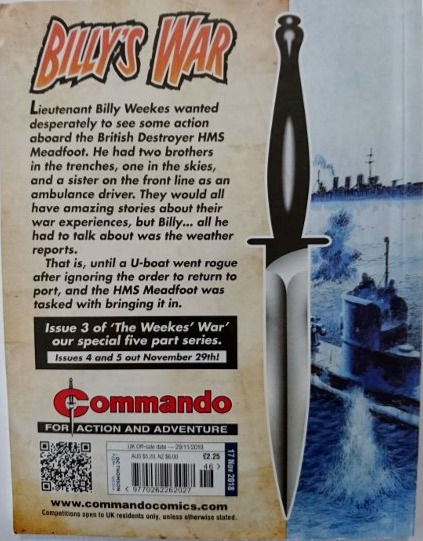 BILLY'S WAR
Lieutenant Billy Weekes wanted
desperately to see some action
aboard the British Destroyer HMS
Meadfoot. He had two brothers
in the trenches, one in the skies,
and a sister on the front line as an
ambulance driver. They would all
have amazing stories about their
war experiences, but Billy... all he
had to talk about was the weather
reports.
That is, until a U-boat went rogue
after ignoring the order to return to
port, and the HMS Meadfoot was
tasked with bringing it in.
Issue 3 of 'The Weekes' War'
our special five part series.
Issues 4 and 5 out November 29th!
Commando
FOR ACTION AND ADVENTURE
UK Off-sale date — 29/11/2018
£2.25
46>
9 770262 262027
17 Nov 2018
www.commandocomics.com
Competitions open to UK residents only, unless otherwise stated.